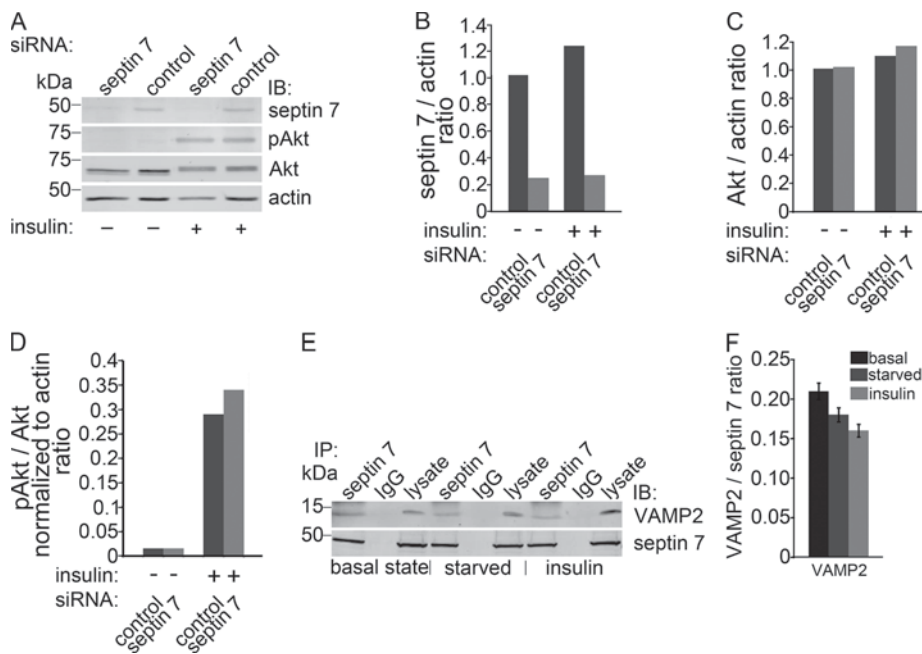 A
siRNA:
septin 7
control
septin 7
control
kDa
IB:
50
septin 7
75
pAkt
75
Akt
50
actin
insulin: – – + +
B
septin 7 / actin
ratio
1.4
1.2
1.0
0.8
0.6
0.4
0.2
0
insulin: - - + +
siRNA:
control
septin 7
control
septin 7
C
Akt / actin ratio
1.4
1.2
1.0
0.8
0.6
0.4
1.2
0
insulin: - - + +
siRNA:
control
septin 7
control
septin 7
D
pAkt / Akt
normalized to actin
ratio
0.4
0.35
0.3
0.25
0.2
0.15
0.1
0.05
0
insulin: - - + +
siRNA:
control
septin 7
control
septin 7
E
IP:
septin 7
IgG
lysate
septin 7
IgG
lysate
septin 7
IgG
lysate
kDa
IB:
15
VAMP2
50
septin 7
basal state| starved | insulin
F
VAMP2 / septin 7 ratio
0.25
0.20
0.15
0.10
0.05
0
basal
starved
insulin
VAMP2